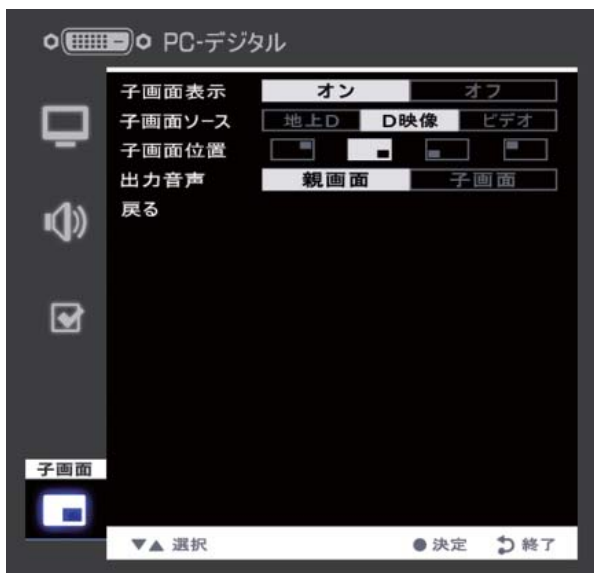 PC-デジタル
子画面表示 オン オフ
子画面ソース 地上D D映像 ビデオ
子画面位置
出力音声 親画面 子画面
戻る
子画面
▼▲ 選択 ●決定 終了